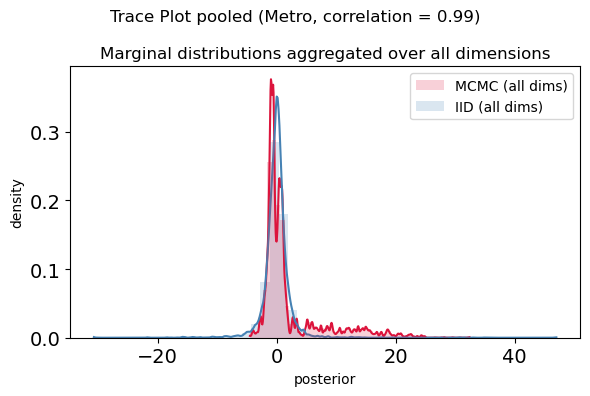 Trace Plot pooled (Metro, correlation = 0.99)
Marginal distributions aggregated over all dimensions
MCMC (all dims)
IID (all dims)
density
0.3
0.2
0.1
0.0
−20
0
20
40
posterior